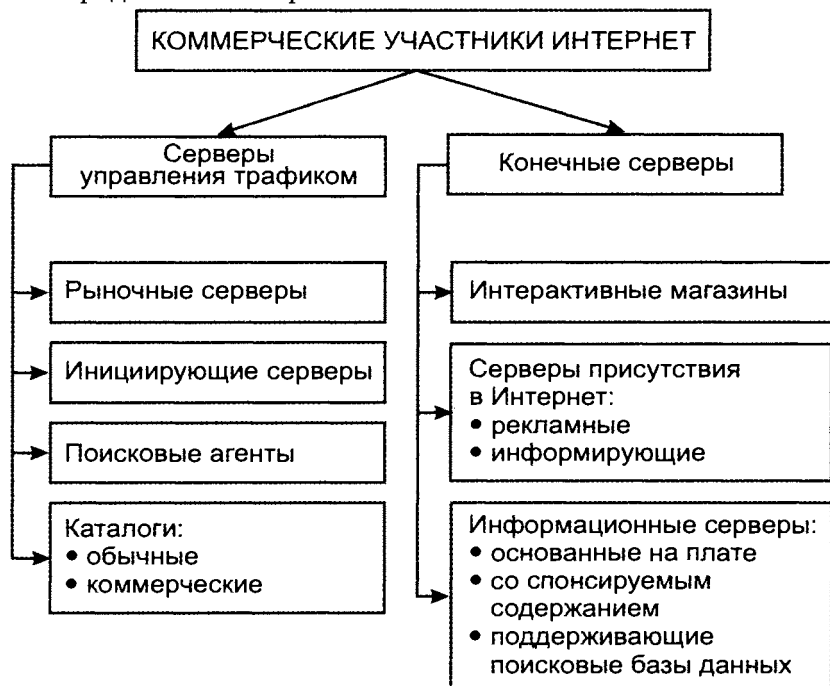 КОММЕРЧЕСКИЕ УЧАСТНИКИ ИНТЕРНЕТ
Серверы
управления трафиком
Рыночные серверы
Инициирующие серверы
Поисковые агенты
Каталоги:
• обычные
• коммерческие
Конечные серверы
Интерактивные магазины
Серверы присутствия
в Интернет:
• рекламные
• информирующие
Информационные серверы:
• основанные на плате
• со спонсируемым
содержанием
• поддерживающие
поисковые базы данных